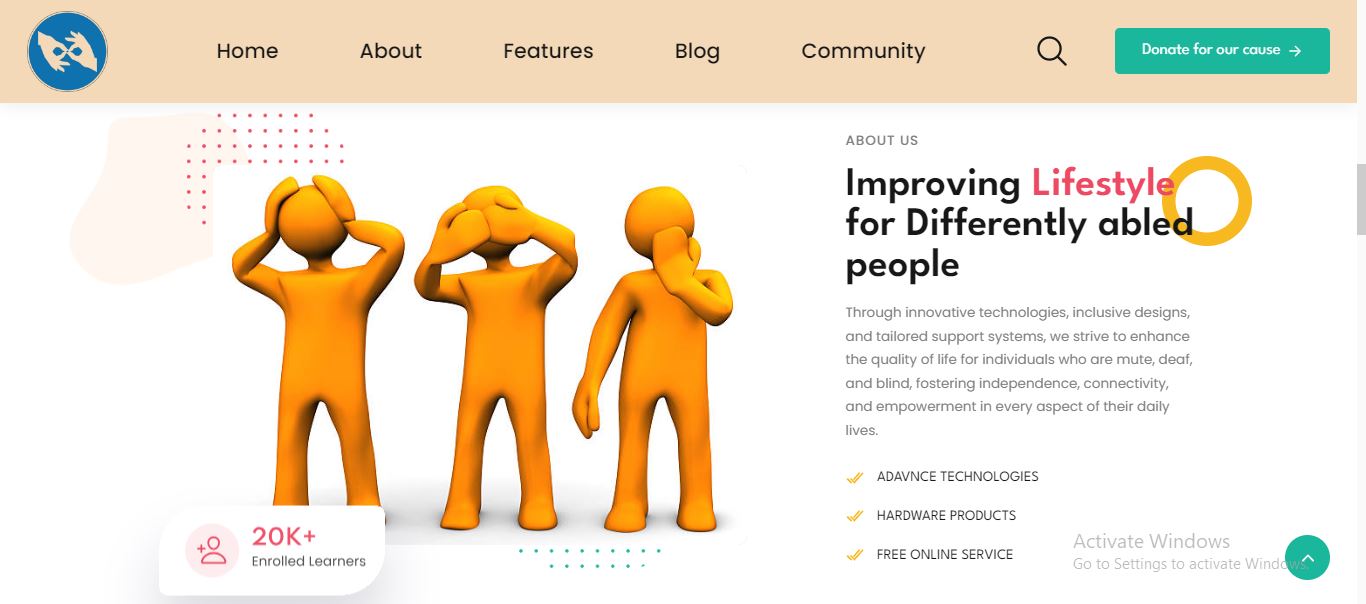 Home About Features Blog Community Donate for our cause →
ABOUT US
Improving Lifestyle
for Differently abled
people
Through innovative technologies, inclusive designs,
and tailored support systems, we strive to enhance
the quality of life for individuals who are mute, deaf,
and blind, fostering independence, connectivity,
and empowerment in every aspect of their daily
lives.
ADAVNCE TECHNOLOGIES
HARDWARE PRODUCTS
FREE ONLINE SERVICE
20K+
Enrolled Learners
Activate Windows
Go to Settings to activate Windows.